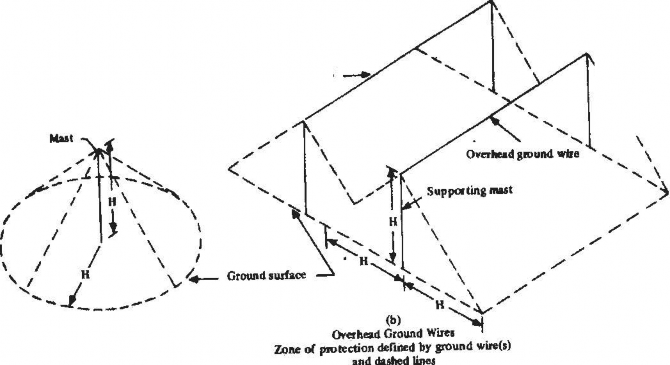 Mast
H
H
Ground surface
Overhead ground wire
Supporting mast
H
H
H
(b)
Overhead Ground Wires
Zone of protection defined by ground wire(s)
and dashed lines